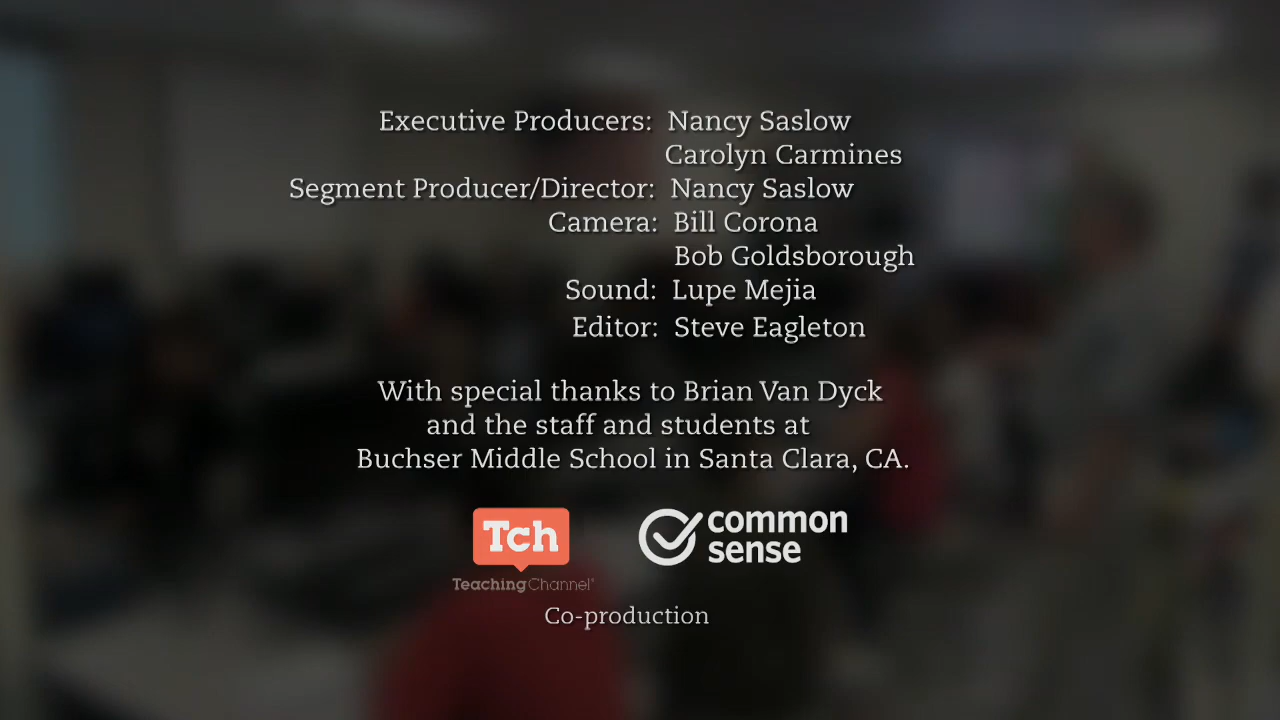 Executive Producers: Nancy Saslow
Carolyn Carmines
Segment Producer/Director: Nancy Saslow
Camera: Bill Corona
Bob Goldsborough
Sound: Lupe Mejia
Editor: Steve Eagleton
With special thanks to Brian Van Dyck
and the staff and students at
Buchser Middle School in Santa Clara, CA.
Tch
TeachingChannel®
common
sense
Co-production